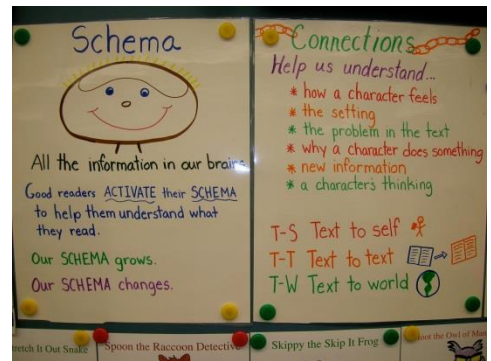 Schema
All the information in our brains
Good readers ACTIVATE their SCHEMA
to help them understand what
they read.
Our SCHEMA grows.
Our SCHEMA changes.
Connections
Help us understand...
* how a character feels
* the setting
* the problem in the text
* why a character does something
* new information
* a character's thinking
T-S Text to self
T-T Text to text
T-W Text to world
It Out Snake
Spoon the Raccoon Detective
Skippy the Skip It Frog
the Owl of